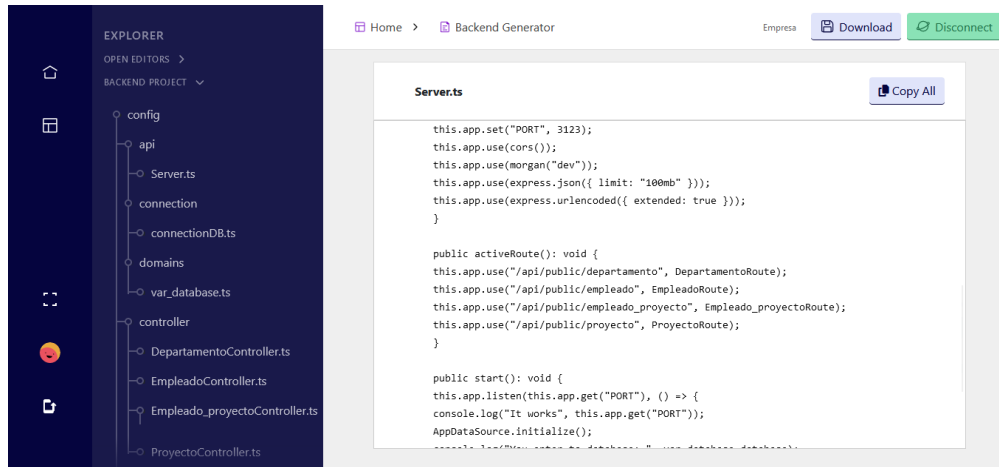 EXPLORER
OPEN EDITORS >
BACKEND PROJECT
config
api
Server.ts
connection
connectionDB.ts
domains
var_database.ts
controller
DepartamentoController.ts
EmpleadoController.ts
Empleado_proyectoController.ts
ProyectoController.ts
Home > Backend Generator
Empresa
Download
Disconnect
Server.ts
Copy All
this.app.set("PORT", 3123);
this.app.use(cors());
this.app.use(morgan("dev"));
this.app.use(express.json({ limit: "100mb" }));
this.app.use(express.urlencoded({ extended: true }));
}
public activeRoute(): void {
this.app.use("/api/public/departamento", DepartamentoRoute);
this.app.use("/api/public/empleado", EmpleadoRoute);
this.app.use("/api/public/empleado_proyecto", Empleado_proyectoRoute);
this.app.use("/api/public/proyecto", ProyectoRoute);
}
public start(): void {
this.app.listen(this.app.get("PORT"), () => {
console.log("It works", this.app.get("PORT"));
AppDataSource.initialize();